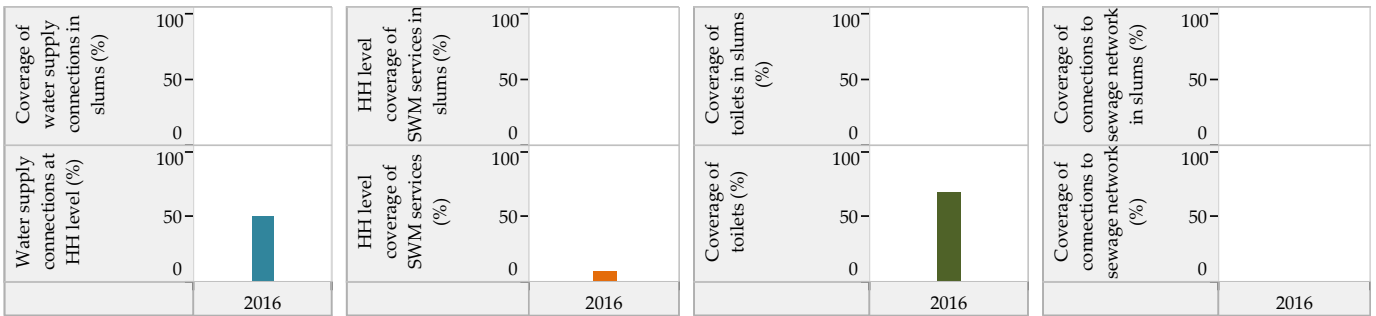 Coverage of
water supply
connections in
slums (%)
100
50
0
Water supply
connections at
HH level (%)
100
50
0
2016
HH level
coverage of
SWM services in
slums (%)
100
50
0
HH level
coverage of
SWM services
(%)
100
50
0
2016
Coverage of
toilets in slums
(%)
100
50
0
Coverage of
toilets (%)
100
50
0
2016
Coverage of
connections to
sewage network
in slums (%)
100
50
0
Coverage of
connections to
sewage network
(%)
100
50
0
2016